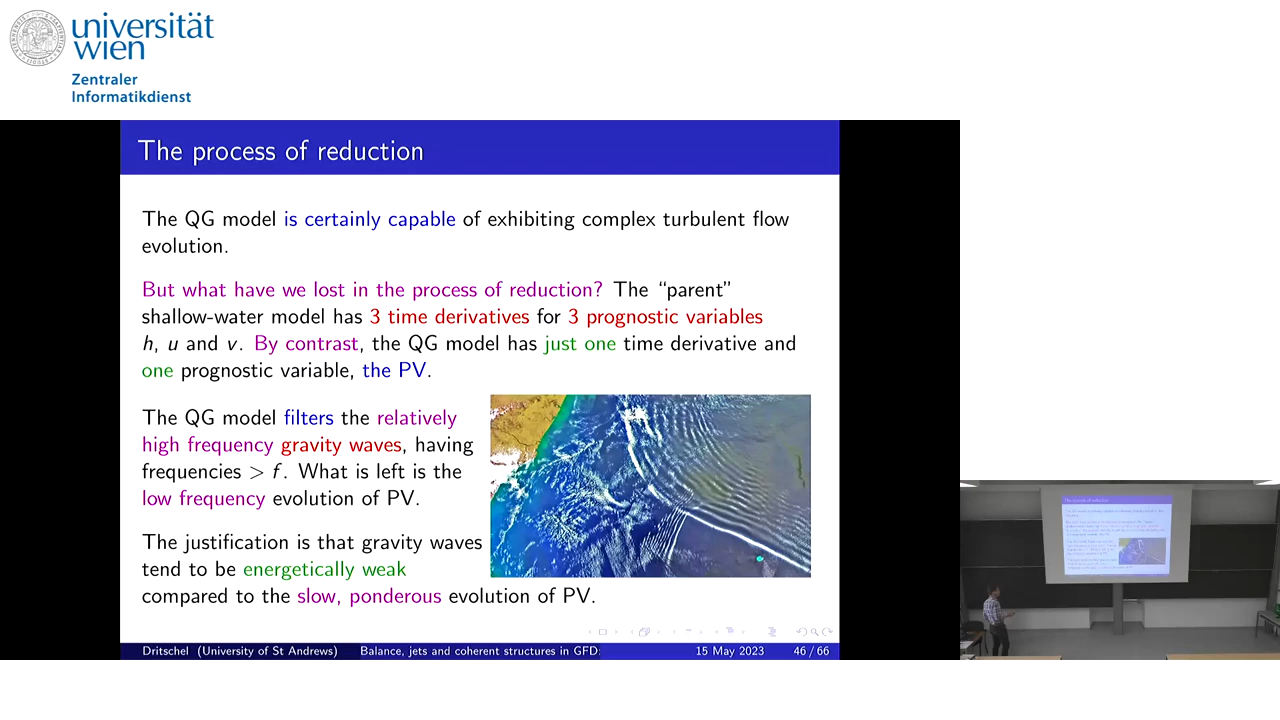 universität
wien
Zentraler
Informatikdienst
The process of reduction
The QG model is certainly capable of exhibiting complex turbulent flow
evolution.
But what have we lost in the process of reduction? The “parent”
shallow-water model has 3 time derivatives for 3 prognostic variables
h, u and v. By contrast, the QG model has just one time derivative and
one prognostic variable, the PV.
The QG model filters the relatively
high frequency gravity waves, having
frequencies > f. What is left is the
low frequency evolution of PV.
The justification is that gravity waves
tend to be energetically weak
compared to the slow, ponderous evolution of PV.
Dritschel (University of St Andrews) Balance, jets and coherent structures in GFD: 15 May 2023 46 / 66
The process of reduction